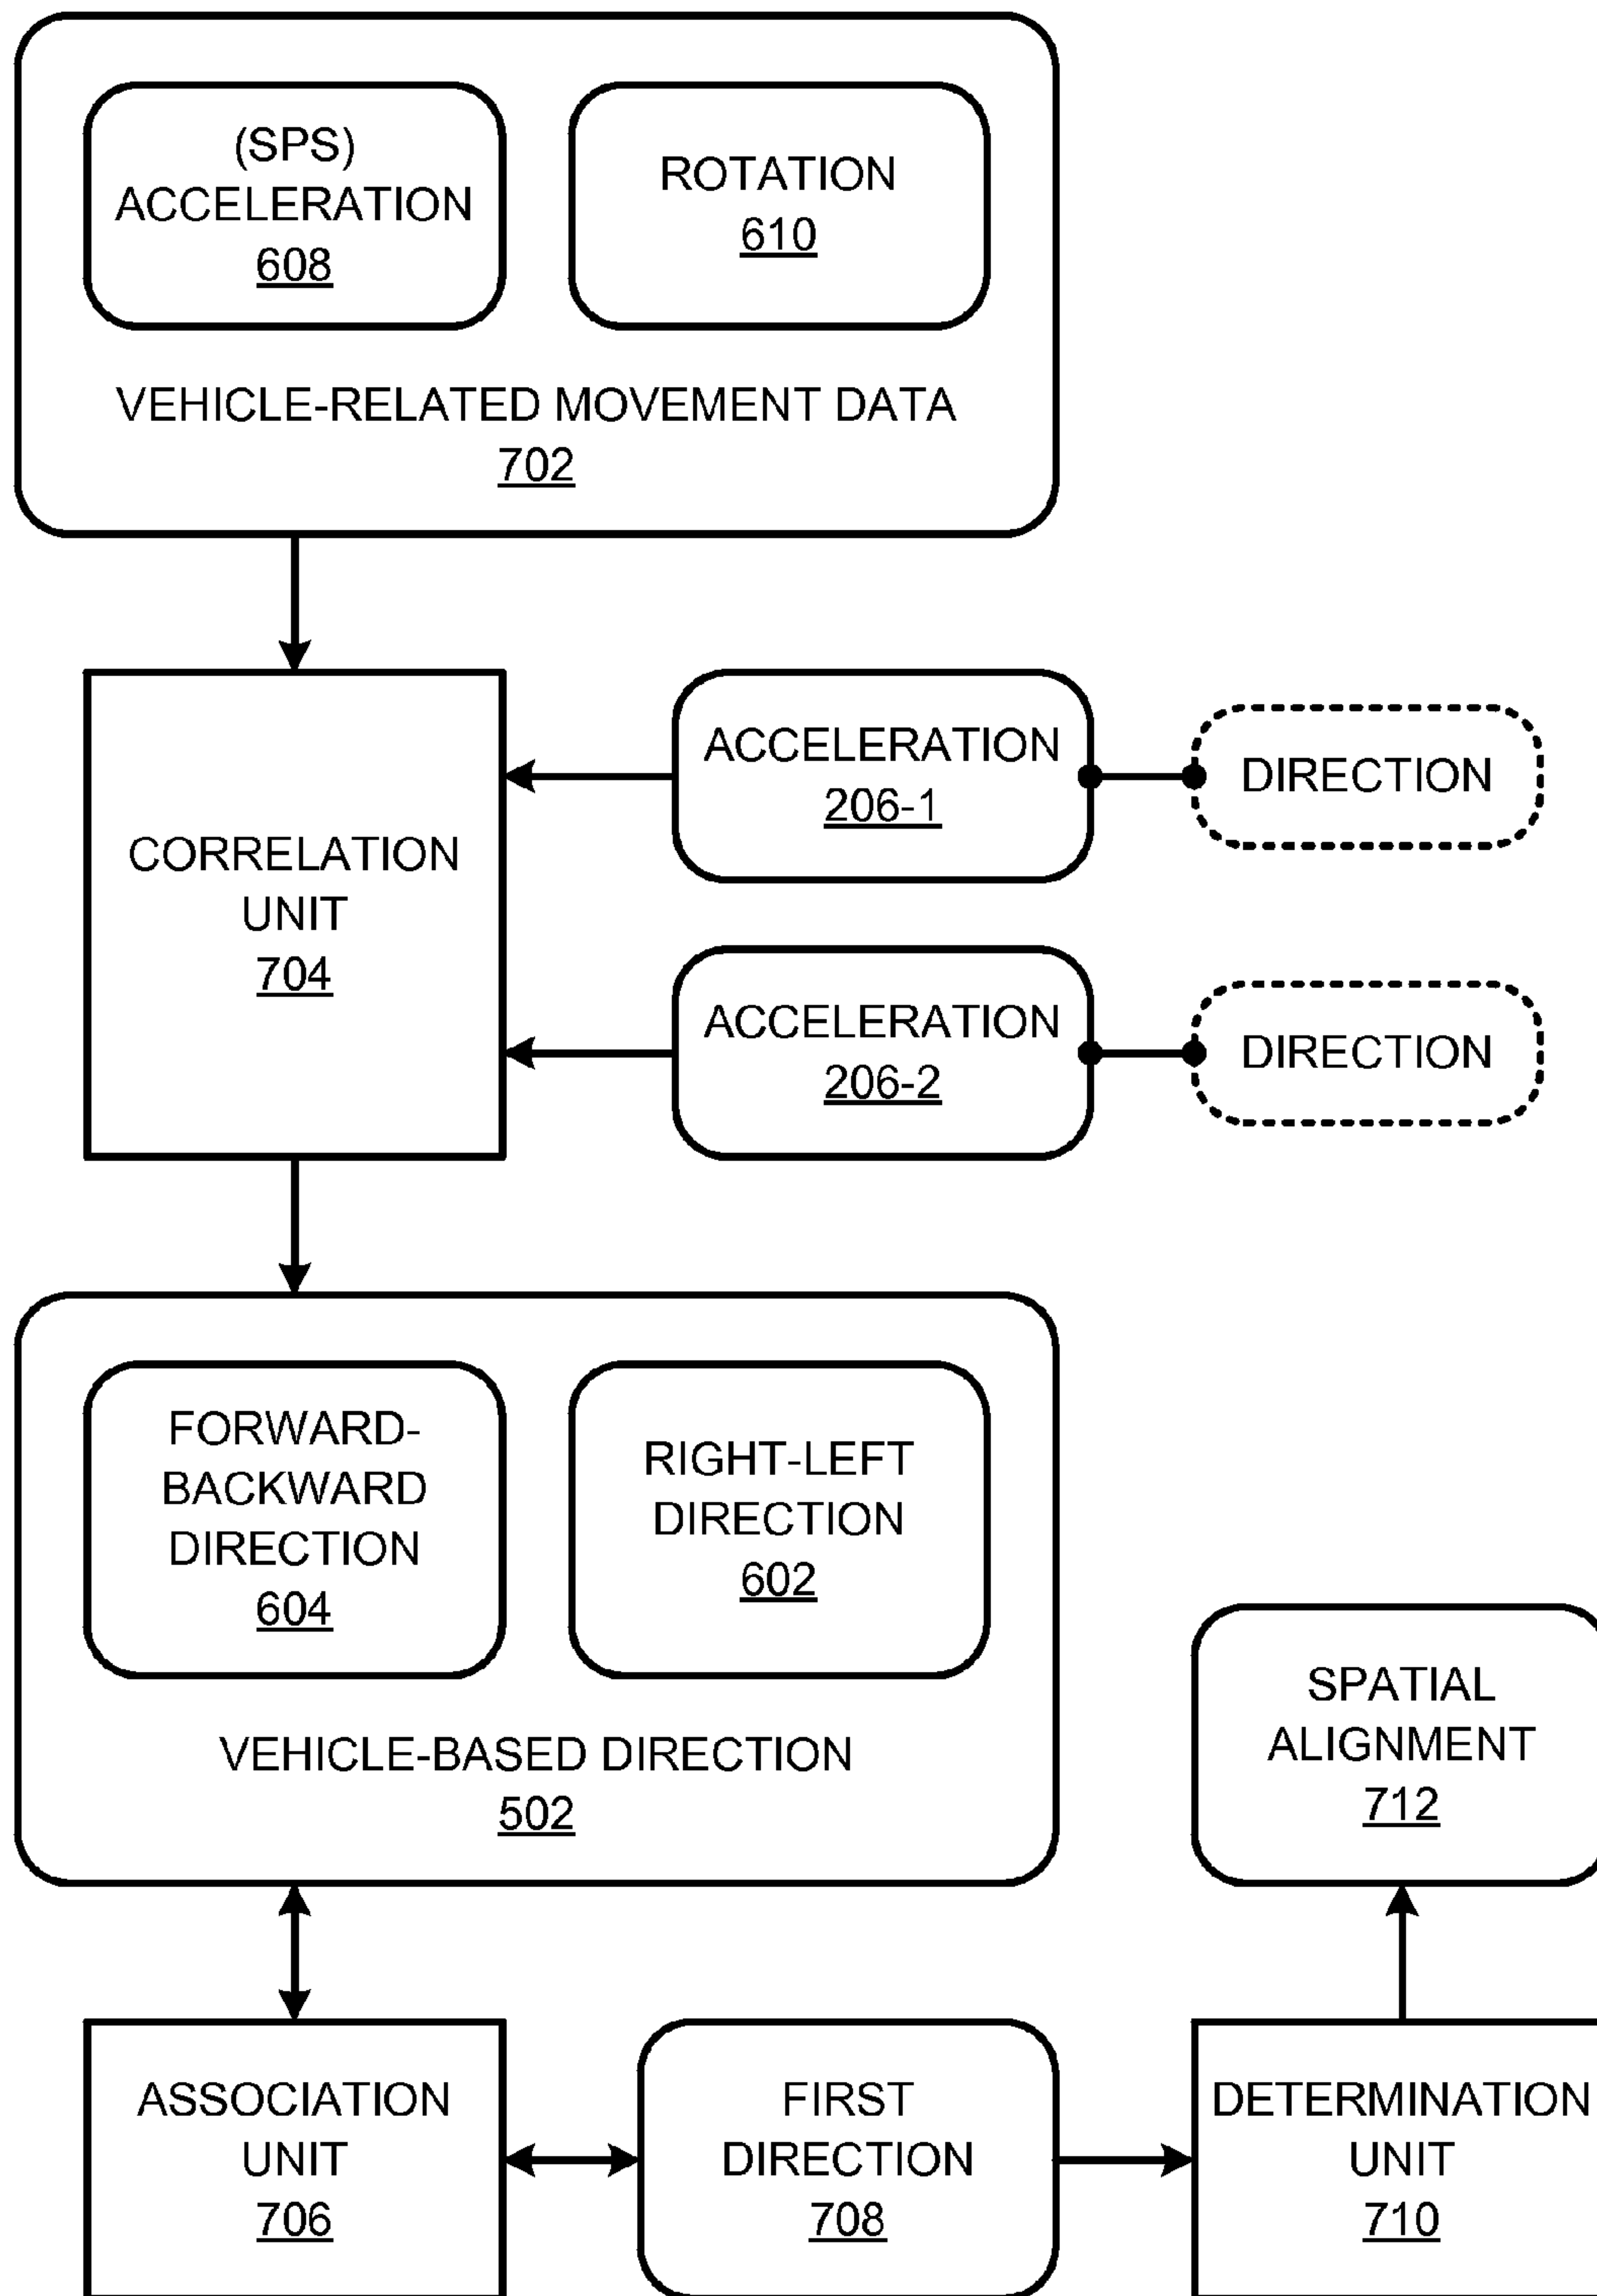 (SPS)
ACCELERATION
608
ROTATION
610
VEHICLE-RELATED MOVEMENT DATA
702
CORRELATION
UNIT
704
ACCELERATION
206-1
DIRECTION
ACCELERATION
206-2
DIRECTION
FORWARD-
BACKWARD
DIRECTION
604
RIGHT-LEFT
DIRECTION
602
VEHICLE-BASED DIRECTION
502
SPATIAL
ALIGNMENT
712
ASSOCIATION
UNIT
706
FIRST
DIRECTION
708
DETERMINATION
UNIT
710